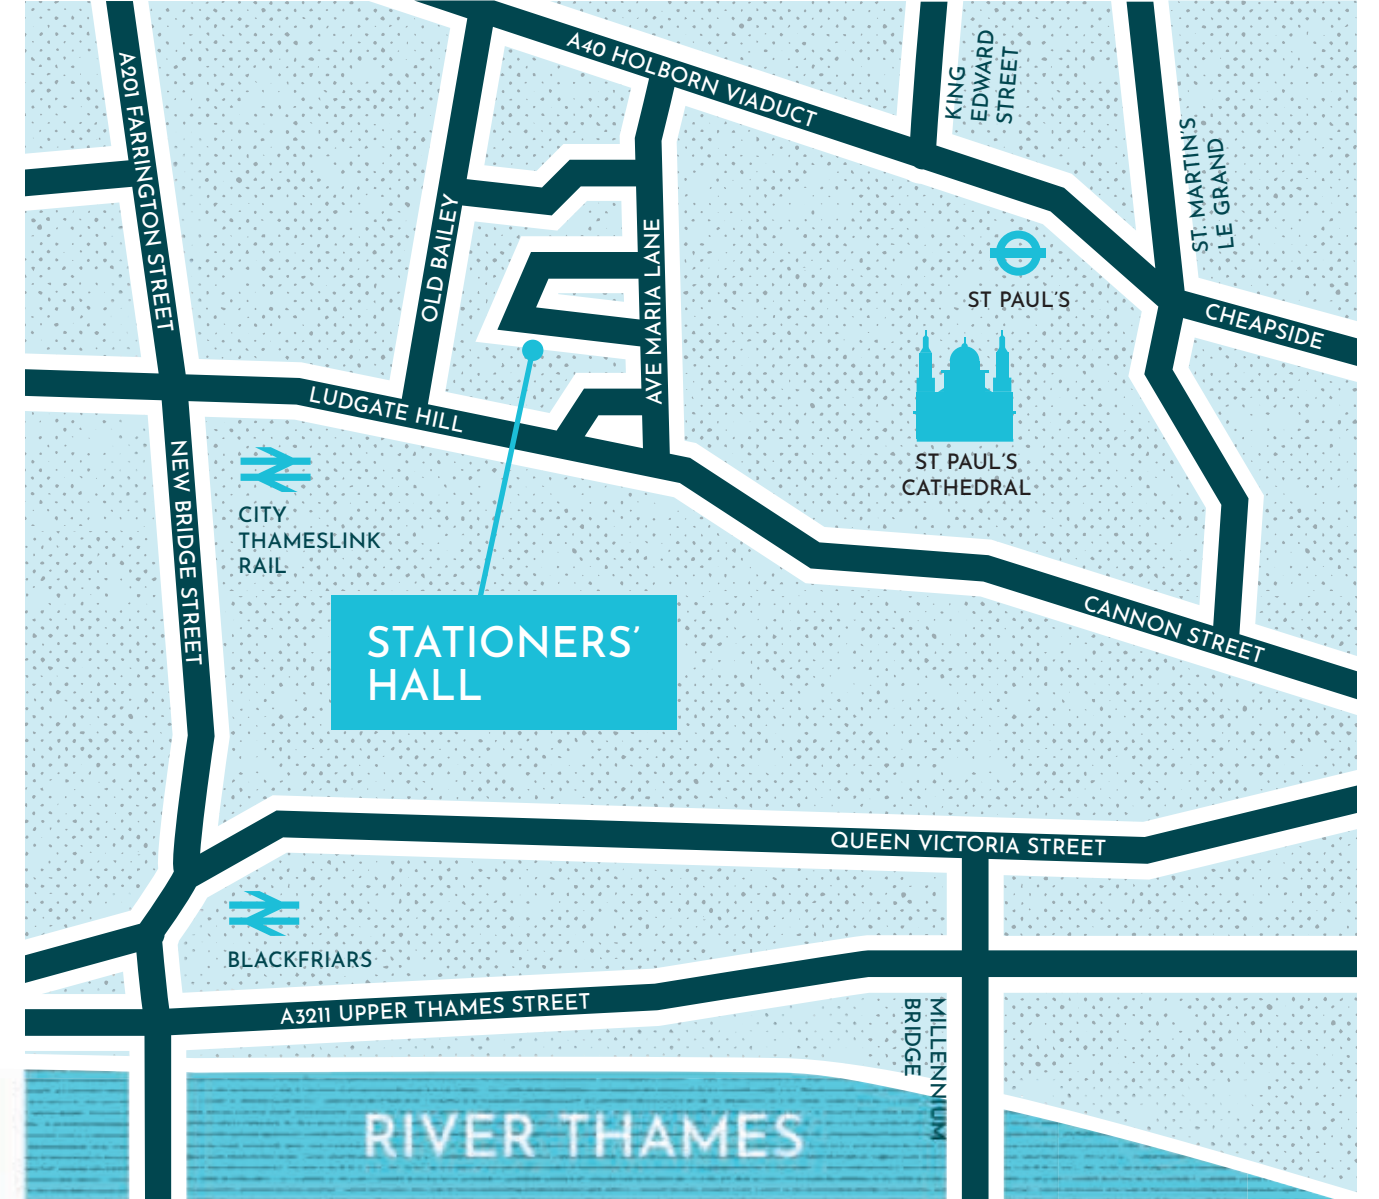 A40 HOLBORN VIADUCT
KING
EDWARD
STREET
A201 FARRINGTON STREET
ST. MARTIN'S
LE GRAND
OLD BAILEY
AVE MARIA LANE
ST PAUL'S
CHEAPSIDE
LUDGATE HILL
ST PAUL'S
CATHEDRAL
NEW BRIDGE STREET
CITY
THAMESLINK
RAIL
CANNON STREET
STATIONERS’
HALL
QUEEN VICTORIA STREET
BLACKFRIARS
A3211 UPPER THAMES STREET
MILLENNIUM
BRIDGE
RIVER THAMES